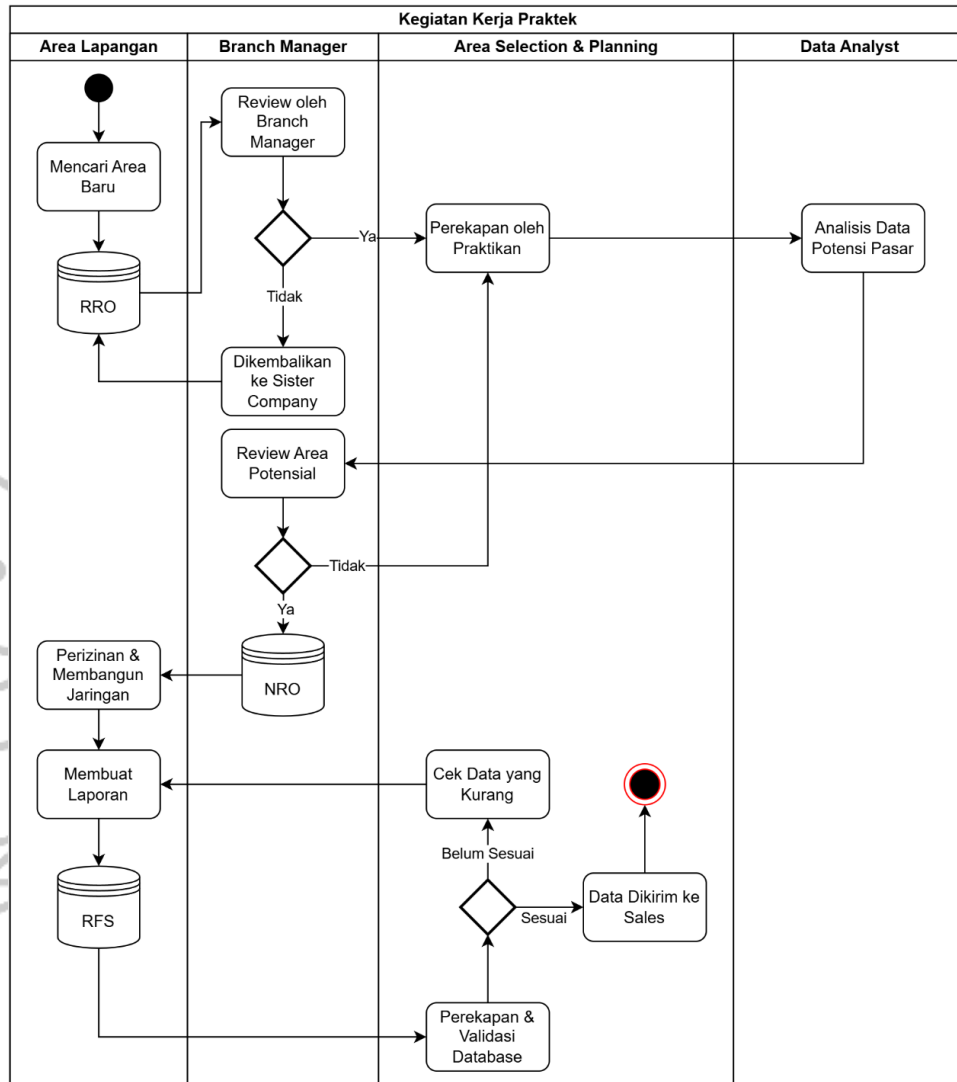 Kegiatan Kerja Praktek
Area Lapangan
Branch Manager
Area Selection & Planning
Data Analyst
Mencari Area
Baru
RRO
Review oleh
Branch
Manager
Ya
Tidak
Dikembalikan
ke Sister
Company
Perekapan oleh
Praktikan
Analisis Data
Potensi Pasar
Review Area
Potensial
Tidak
Ya
NRO
Perizinan &
Membangun
Jaringan
Membuat
Laporan
RFS
Perekapan &
Validasi
Database
Belum Sesuai
Cek Data yang
Kurang
Sesuai
Data Dikirim ke
Sales